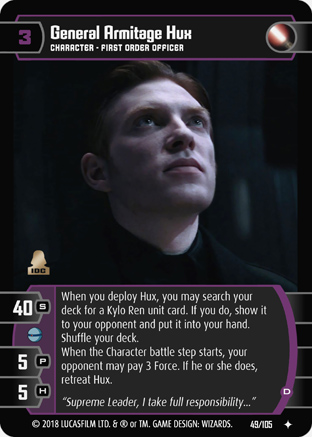 3
General Armitage Hux
CHARACTER - FIRST ORDER OFFICER
IDC
40 S
5 P
5 H
When you deploy Hux, you may search your
deck for a Kylo Ren unit card. If you do, show it
to your opponent and put it into your hand.
Shuffle your deck.
When the Character battle step starts, your
opponent may pay 3 Force. If he or she does,
retreat Hux.
“Supreme Leader, I take full responsibility...”
D
© 2018 LUCASFILM LTD. & ® or TM. GAME DESIGN: WIZARDS.
49/105